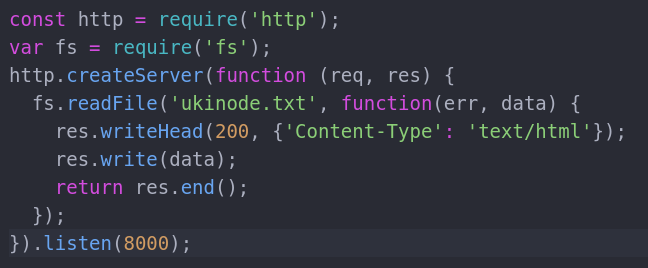 const http = require('http');
var fs = require('fs');
http.createServer(function (req, res) {
  fs.readFile('ukinode.txt', function(err, data) {
    res.writeHead(200, {'Content-Type': 'text/html'});
    res.write(data);
    return res.end();
  });
}).listen(8000);